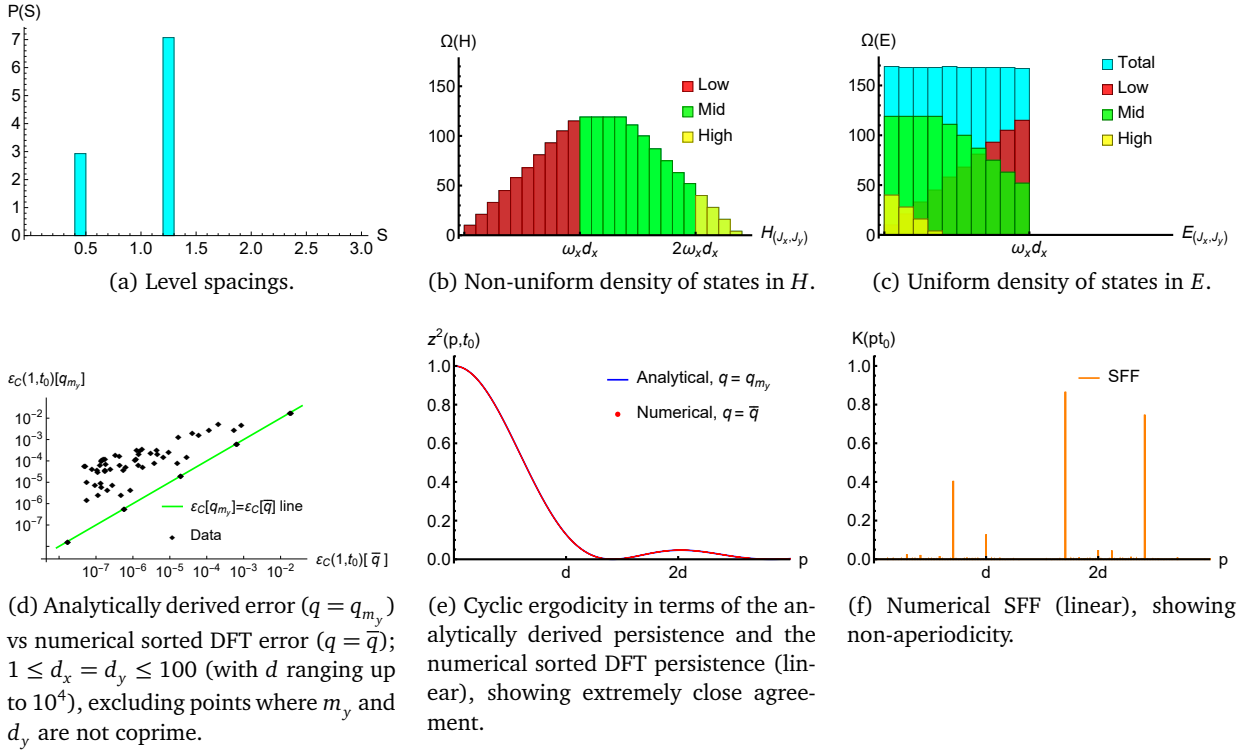 P(S)
7
6
5
4
3
2
1
0
0.5 1.0 1.5 2.0 2.5 3.0 S
(a) Level spacings.
Ω(H)
150
100
50
0
Low
Mid
High
ω_x d_x 2ω_x d_x H_(J_x,J_y)
(b) Non-uniform density of states in H.
Ω(E)
150
100
50
0
Total
Low
Mid
High
ω_x d_x E_(J_x,J_y)
(c) Uniform density of states in E.
ε_C(1,t_0)[q_{m_y}]
10^-2
10^-3
10^-4
10^-5
10^-6
10^-7
ε_C[q_{m_y}]=ε_C[q̅] line
Data
10^-7 10^-6 10^-5 10^-4 10^-3 10^-2
ε_C(1,t_0)[q̅]
(d) Analytically derived error (q = q_{m_y})
vs numerical sorted DFT error (q = q̅);
1 ≤ d_x = d_y ≤ 100 (with d ranging up
to 10^4), excluding points where m_y and
d_y are not coprime.
z^2(p,t_0)
1.0
0.8
0.6
0.4
0.2
0.0
Analytical, q = q_{m_y}
Numerical, q = q̅
d 2d p
(e) Cyclic ergodicity in terms of the an-
alytically derived persistence and the
numerical sorted DFT persistence (lin-
ear), showing extremely close agree-
ment.
K(pt_0)
1.0
0.8
0.6
0.4
0.2
0.0
SFF
d 2d p
(f) Numerical SFF (linear), showing
non-aperiodicity.